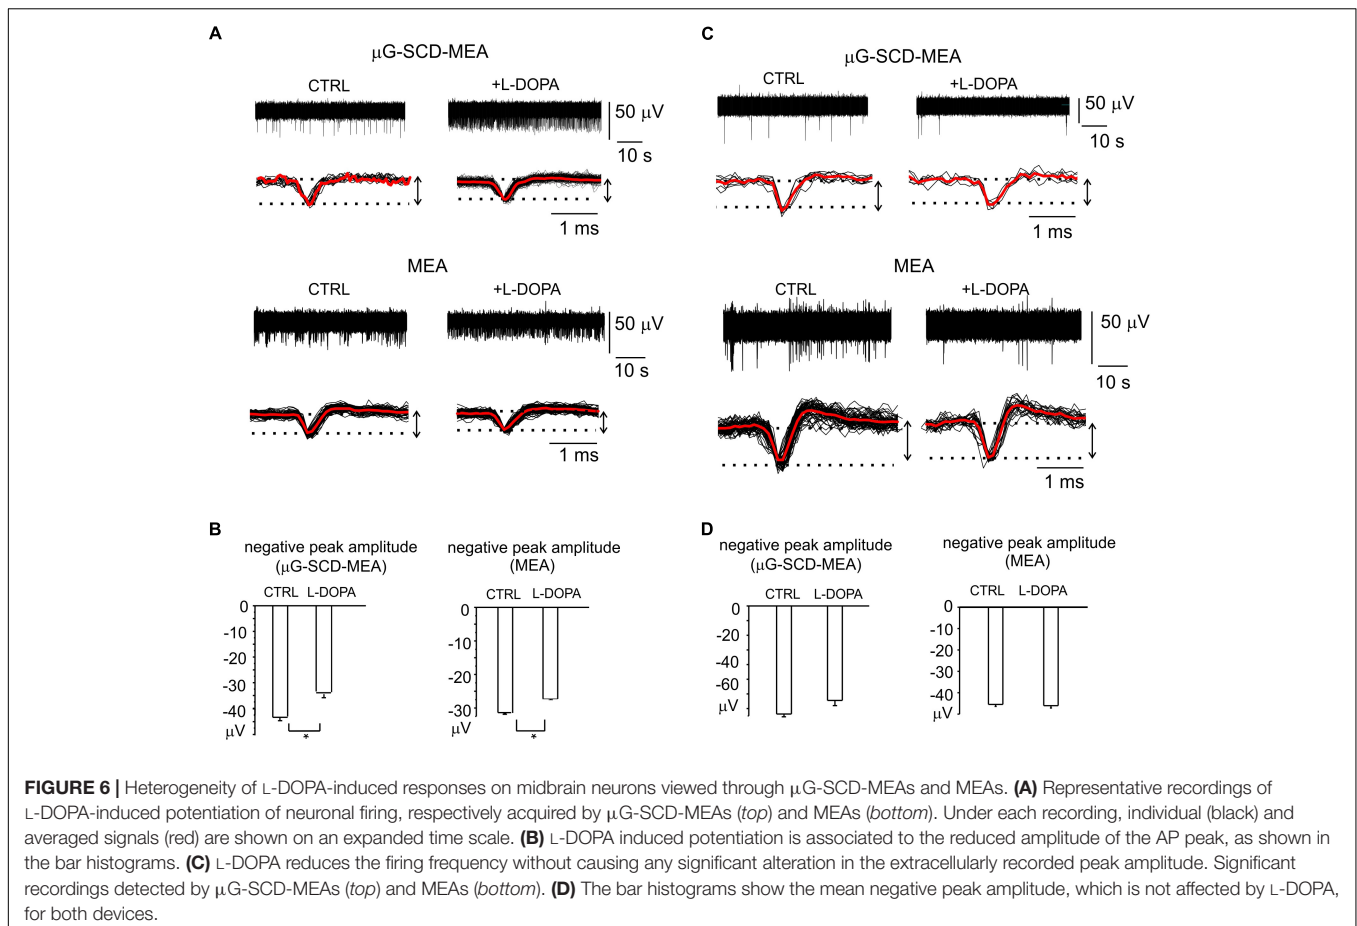 A
µG-SCD-MEA
CTRL
+L-DOPA
50 µV
10 s
1 ms
MEA
CTRL
+L-DOPA
50 µV
10 s
1 ms
C
µG-SCD-MEA
CTRL
+L-DOPA
50 µV
10 s
1 ms
MEA
CTRL
+L-DOPA
50 µV
10 s
1 ms
B
negative peak amplitude
(µG-SCD-MEA)
CTRL L-DOPA
0
-10
-20
-30
-40
µV
*
negative peak amplitude
(MEA)
CTRL L-DOPA
0
-10
-20
-30
µV
*
D
negative peak amplitude
(µG-SCD-MEA)
CTRL L-DOPA
0
-20
-40
-60
µV
negative peak amplitude
(MEA)
CTRL L-DOPA
0
-10
-20
-30
-40
µV
FIGURE 6 | Heterogeneity of L-DOPA-induced responses on midbrain neurons viewed through µG-SCD-MEAs and MEAs. (A) Representative recordings of
L-DOPA-induced potentiation of neuronal firing, respectively acquired by µG-SCD-MEAs (top) and MEAs (bottom). Under each recording, individual (black) and
averaged signals (red) are shown on an expanded time scale. (B) L-DOPA induced potentiation is associated to the reduced amplitude of the AP peak, as shown in
the bar histograms. (C) L-DOPA reduces the firing frequency without causing any significant alteration in the extracellularly recorded peak amplitude. Significant
recordings detected by µG-SCD-MEAs (top) and MEAs (bottom). (D) The bar histograms show the mean negative peak amplitude, which is not affected by L-DOPA,
for both devices.